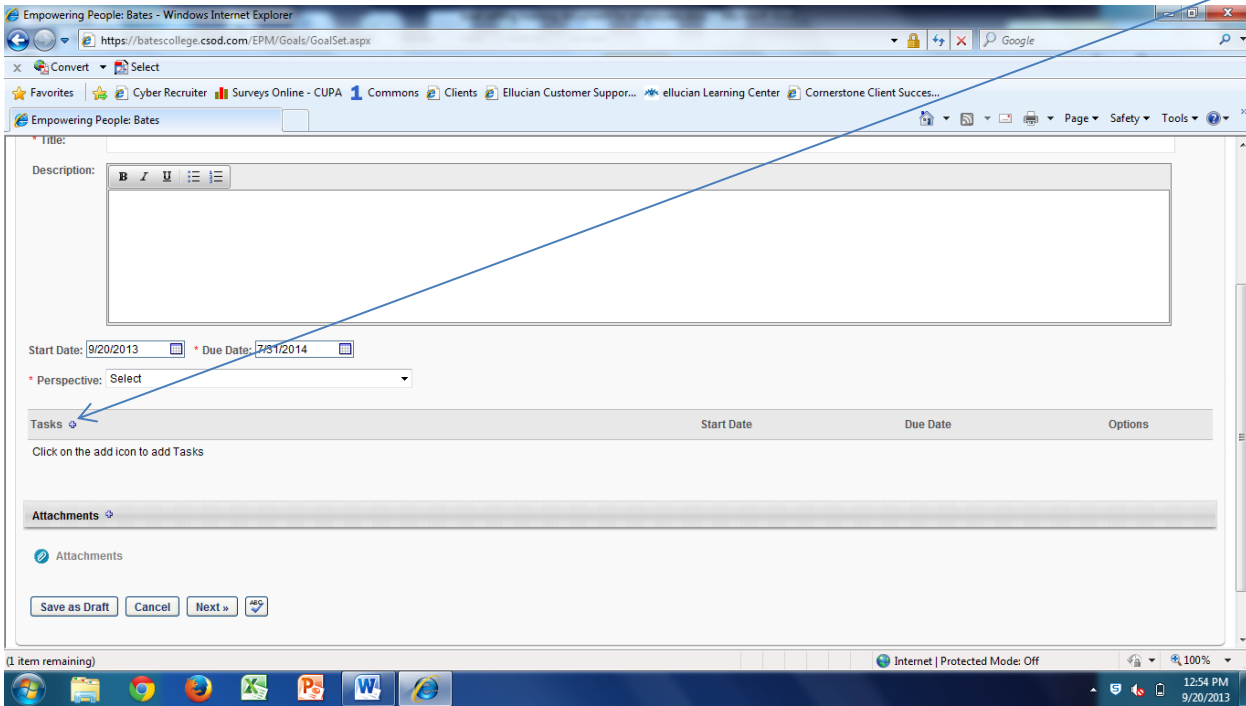 Empowering People: Bates - Windows Internet Explorer
https://batescollege.csod.com/EPM/Goals/GoalSet.aspx
Google
x Convert Select
Favorites Cyber Recruiter Surveys Online - CUPA 1 Commons Clients Ellucian Customer Suppor... ellucian Learning Center Cornerstone Client Succes...
Empowering People: Bates
Page Safety Tools
* Title:
Description:
B I U
Start Date: 9/20/2013 * Due Date: 7/31/2014
* Perspective: Select
Tasks Start Date Due Date Options
Click on the add icon to add Tasks
Attachments
Attachments
Save as Draft Cancel Next » ABC
(1 item remaining) Internet | Protected Mode: Off 100%
12:54 PM
9/20/2013